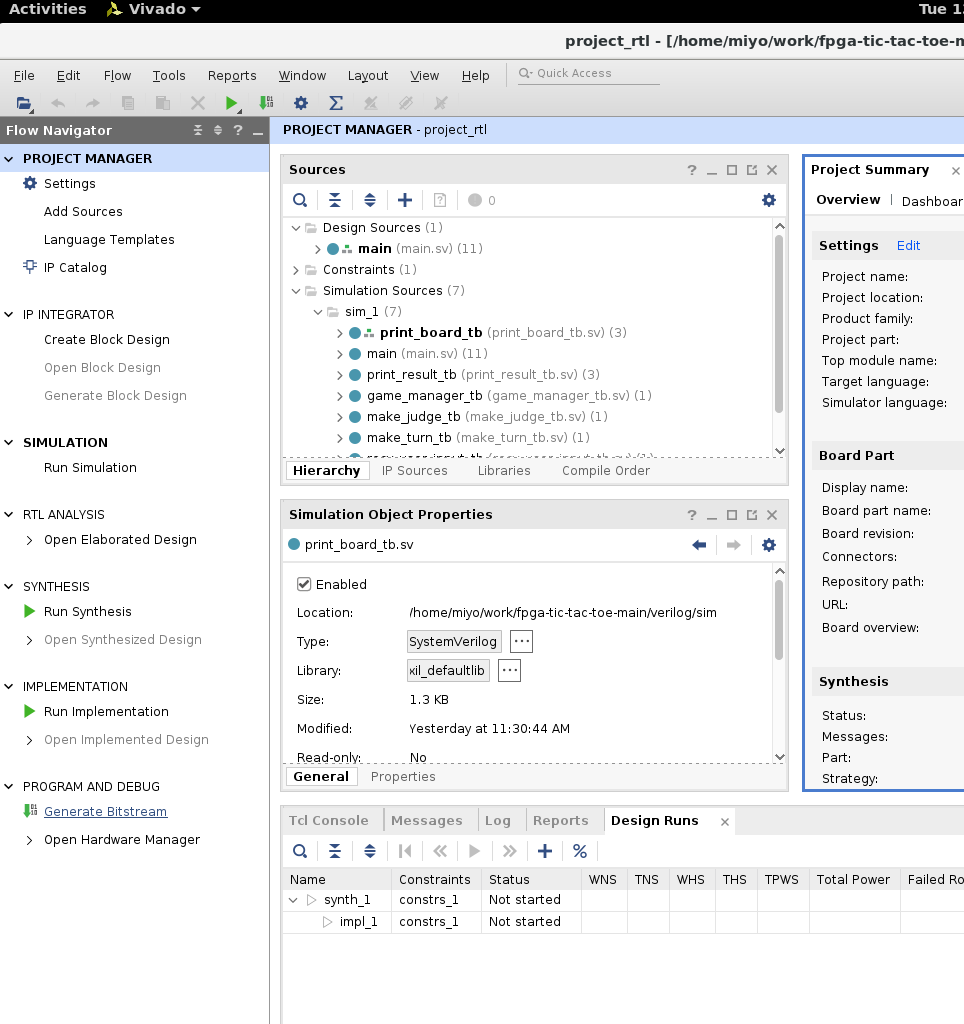 Activities Vivado Tue 1
project_rtl - [/home/miyo/work/fpga-tic-tac-toe-m
File Edit Flow Tools Reports Window Layout View Help Quick Access
Flow Navigator
PROJECT MANAGER
Settings
Add Sources
Language Templates
IP Catalog
IP INTEGRATOR
Create Block Design
Open Block Design
Generate Block Design
SIMULATION
Run Simulation
RTL ANALYSIS
Open Elaborated Design
SYNTHESIS
Run Synthesis
Open Synthesized Design
IMPLEMENTATION
Run Implementation
Open Implemented Design
PROGRAM AND DEBUG
Generate Bitstream
Open Hardware Manager
PROJECT MANAGER - project_rtl
Sources
0
Design Sources (1)
main (main.sv) (11)
Constraints (1)
Simulation Sources (7)
sim_1 (7)
print_board_tb (print_board_tb.sv) (3)
main (main.sv) (11)
print_result_tb (print_result_tb.sv) (3)
game_manager_tb (game_manager_tb.sv) (1)
make_judge_tb (make_judge_tb.sv) (1)
make_turn_tb (make_turn_tb.sv) (1)
Hierarchy IP Sources Libraries Compile Order
Simulation Object Properties
print_board_tb.sv
Enabled
Location: /home/miyo/work/fpga-tic-tac-toe-main/verilog/sim
Type: SystemVerilog ...
Library: xil_defaultlib ...
Size: 1.3 KB
Modified: Yesterday at 11:30:44 AM
Read-only: No
General Properties
Project Summary
Overview | Dashboar
Settings Edit
Project name:
Project location:
Product family:
Project part:
Top module name:
Target language:
Simulator language:
Board Part
Display name:
Board part name:
Board revision:
Connectors:
Repository path:
URL:
Board overview:
Synthesis
Status:
Messages:
Part:
Strategy:
Tcl Console Messages Log Reports Design Runs
Name Constraints Status WNS TNS WHS THS TPWS Total Power Failed Ro
synth_1 constrs_1 Not started
impl_1 constrs_1 Not started